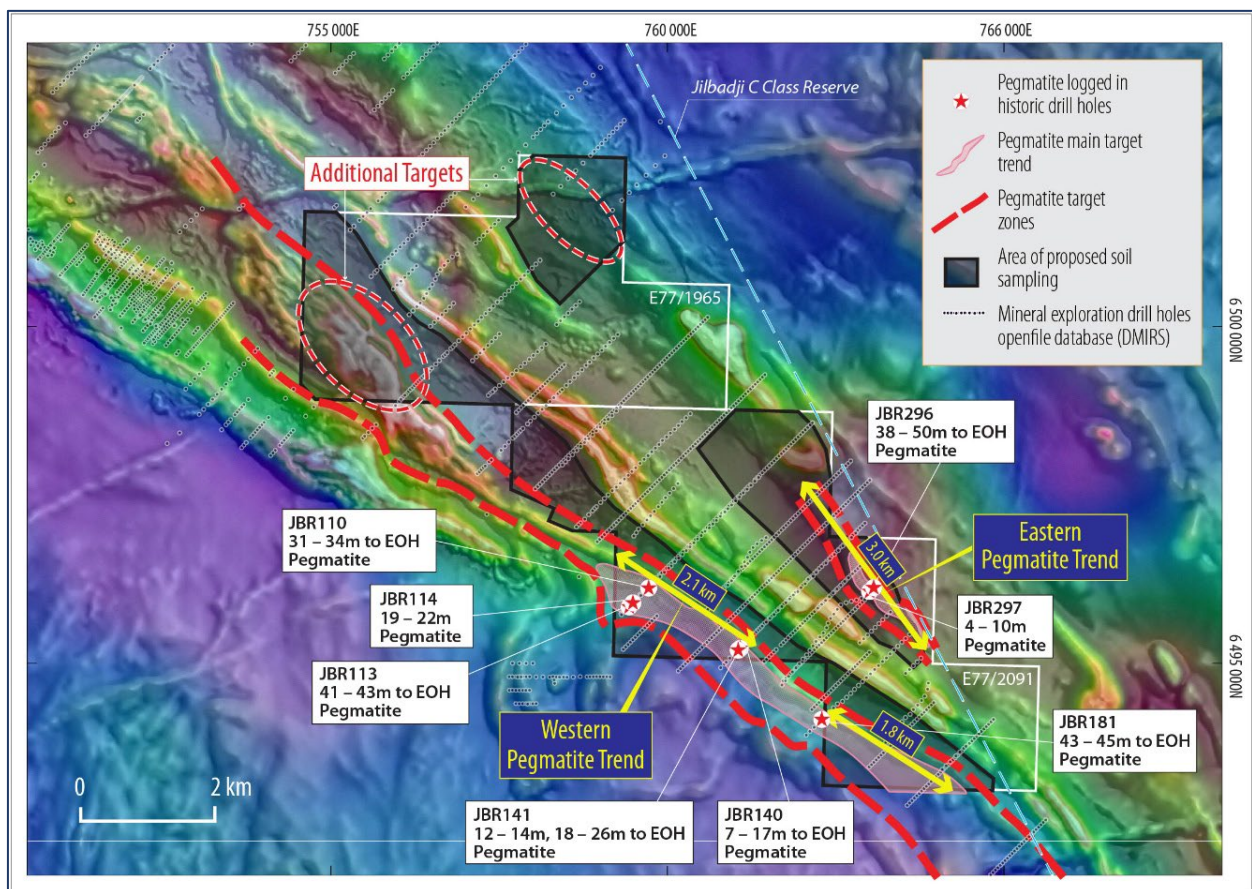 755 000E
760 000E
766 000E
Jilbadji C Class Reserve
Pegmatite logged in
historic drill holes
Pegmatite main target
trend
Pegmatite target
zones
Area of proposed soil
sampling
Mineral exploration drill holes
openfile database (DMIRS)
Additional Targets
E77/1965
6 500 000N
JBR296
38 – 50m to EOH
Pegmatite
JBR110
31 – 34m to EOH
Pegmatite
Eastern
Pegmatite Trend
3.0 km
2.1 km
JBR114
19 – 22m
Pegmatite
JBR297
4 – 10m
Pegmatite
JBR113
41 – 43m to EOH
Pegmatite
6 495 000N
E77/2091
Western
Pegmatite Trend
1.8 km
JBR181
43 – 45m to EOH
Pegmatite
0 2 km
JBR141
12 – 14m, 18 – 26m to EOH
Pegmatite
JBR140
7 – 17m to EOH
Pegmatite